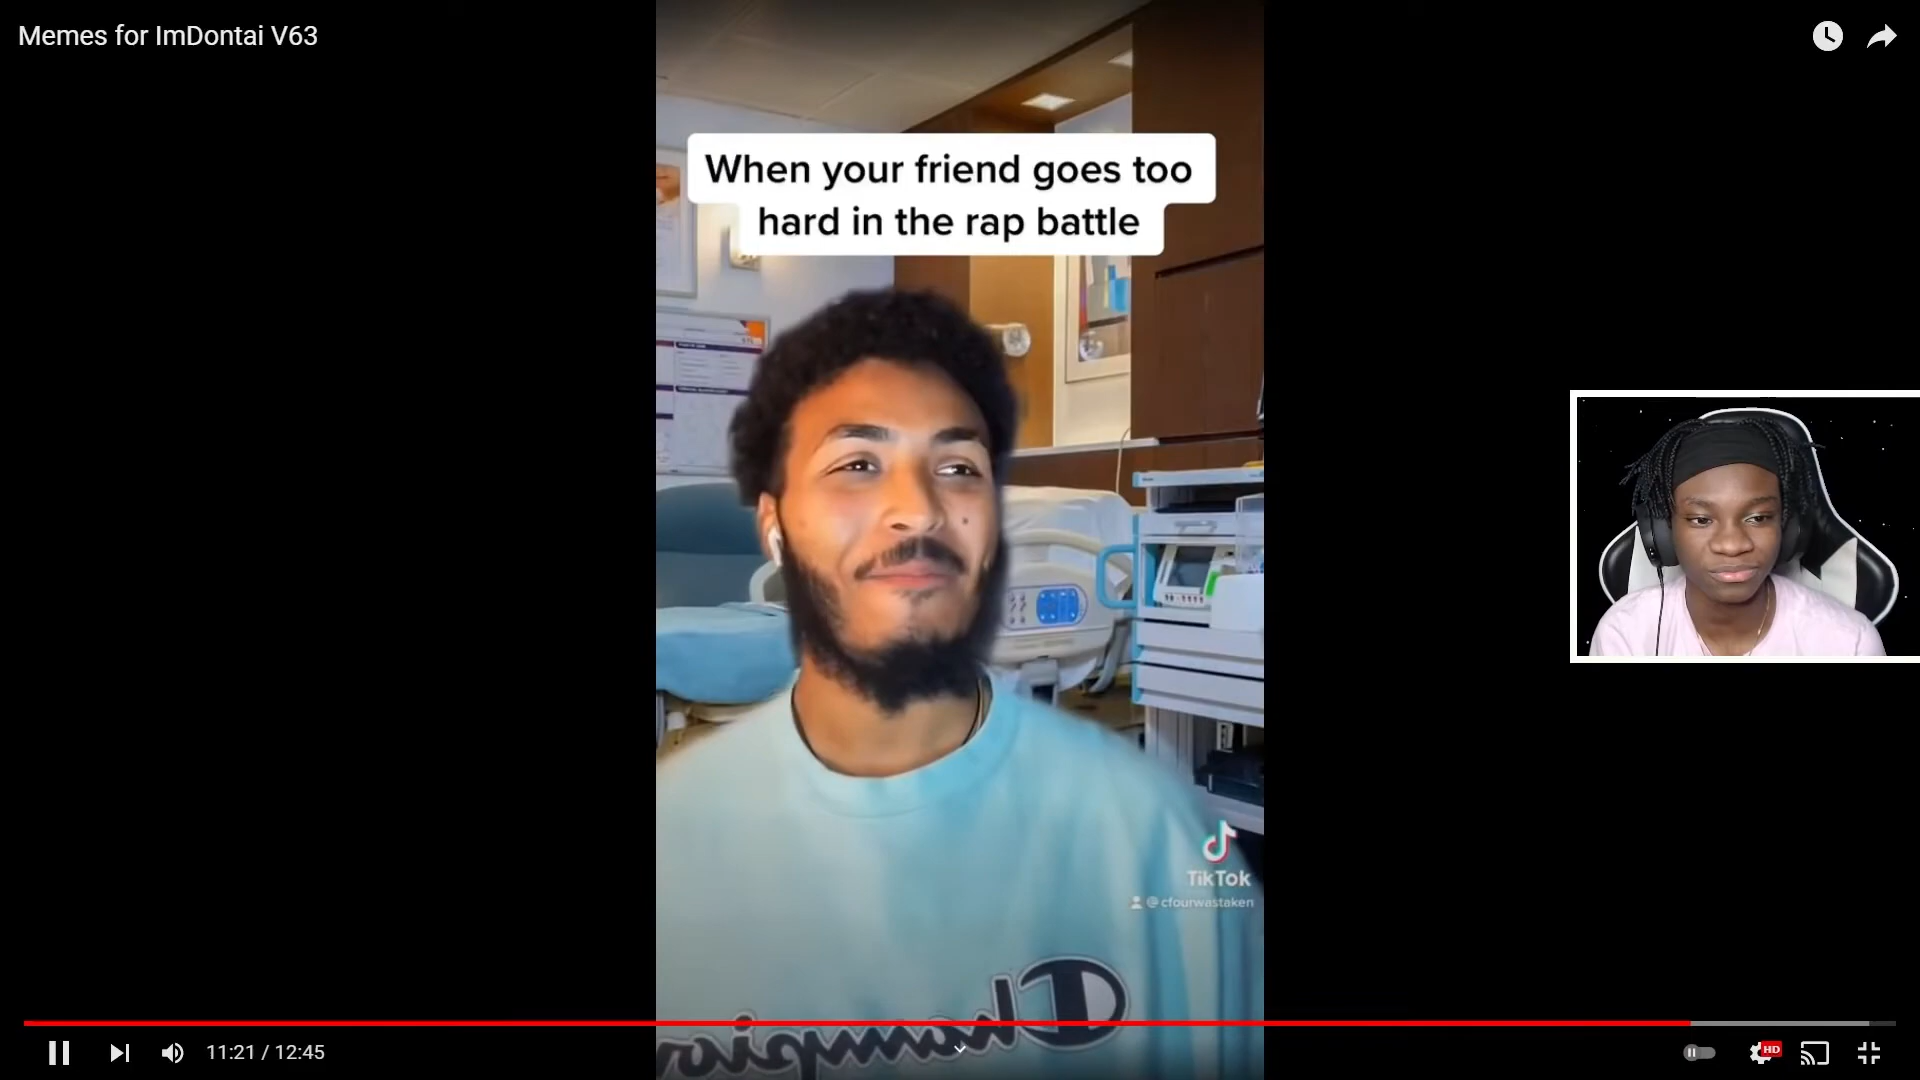 Memes for ImDontai V63
When your friend goes too
hard in the rap battle
TikTok
@cfourwastaken
Champion
11:21 / 12:45
HD